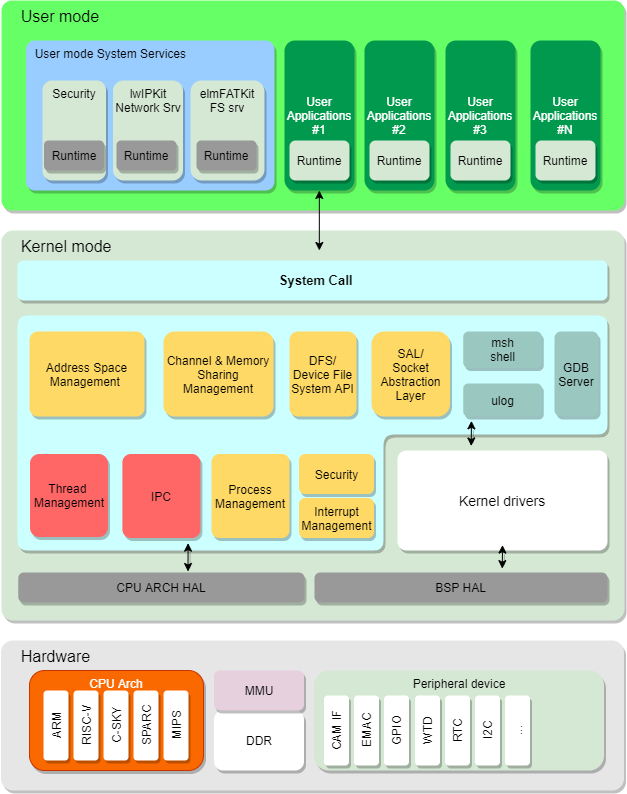 User mode
User mode System Services
Security
Runtime
lwIPKit
Network Srv
Runtime
elmFATKit
FS srv
Runtime
User
Applications
#1
Runtime
User
Applications
#2
Runtime
User
Applications
#3
Runtime
User
Applications
#N
Runtime
Kernel mode
System Call
Address Space
Management
Channel & Memory
Sharing
Management
DFS/
Device File
System API
SAL/
Socket
Abstraction
Layer
msh
shell
ulog
GDB
Server
Thread
Management
IPC
Process
Management
Security
Interrupt
Management
Kernel drivers
CPU ARCH HAL
BSP HAL
Hardware
CPU Arch
ARM
RISC-V
C-SKY
SPARC
MIPS
MMU
DDR
Peripheral device
CAM IF
EMAC
GPIO
WTD
RTC
I2C
...